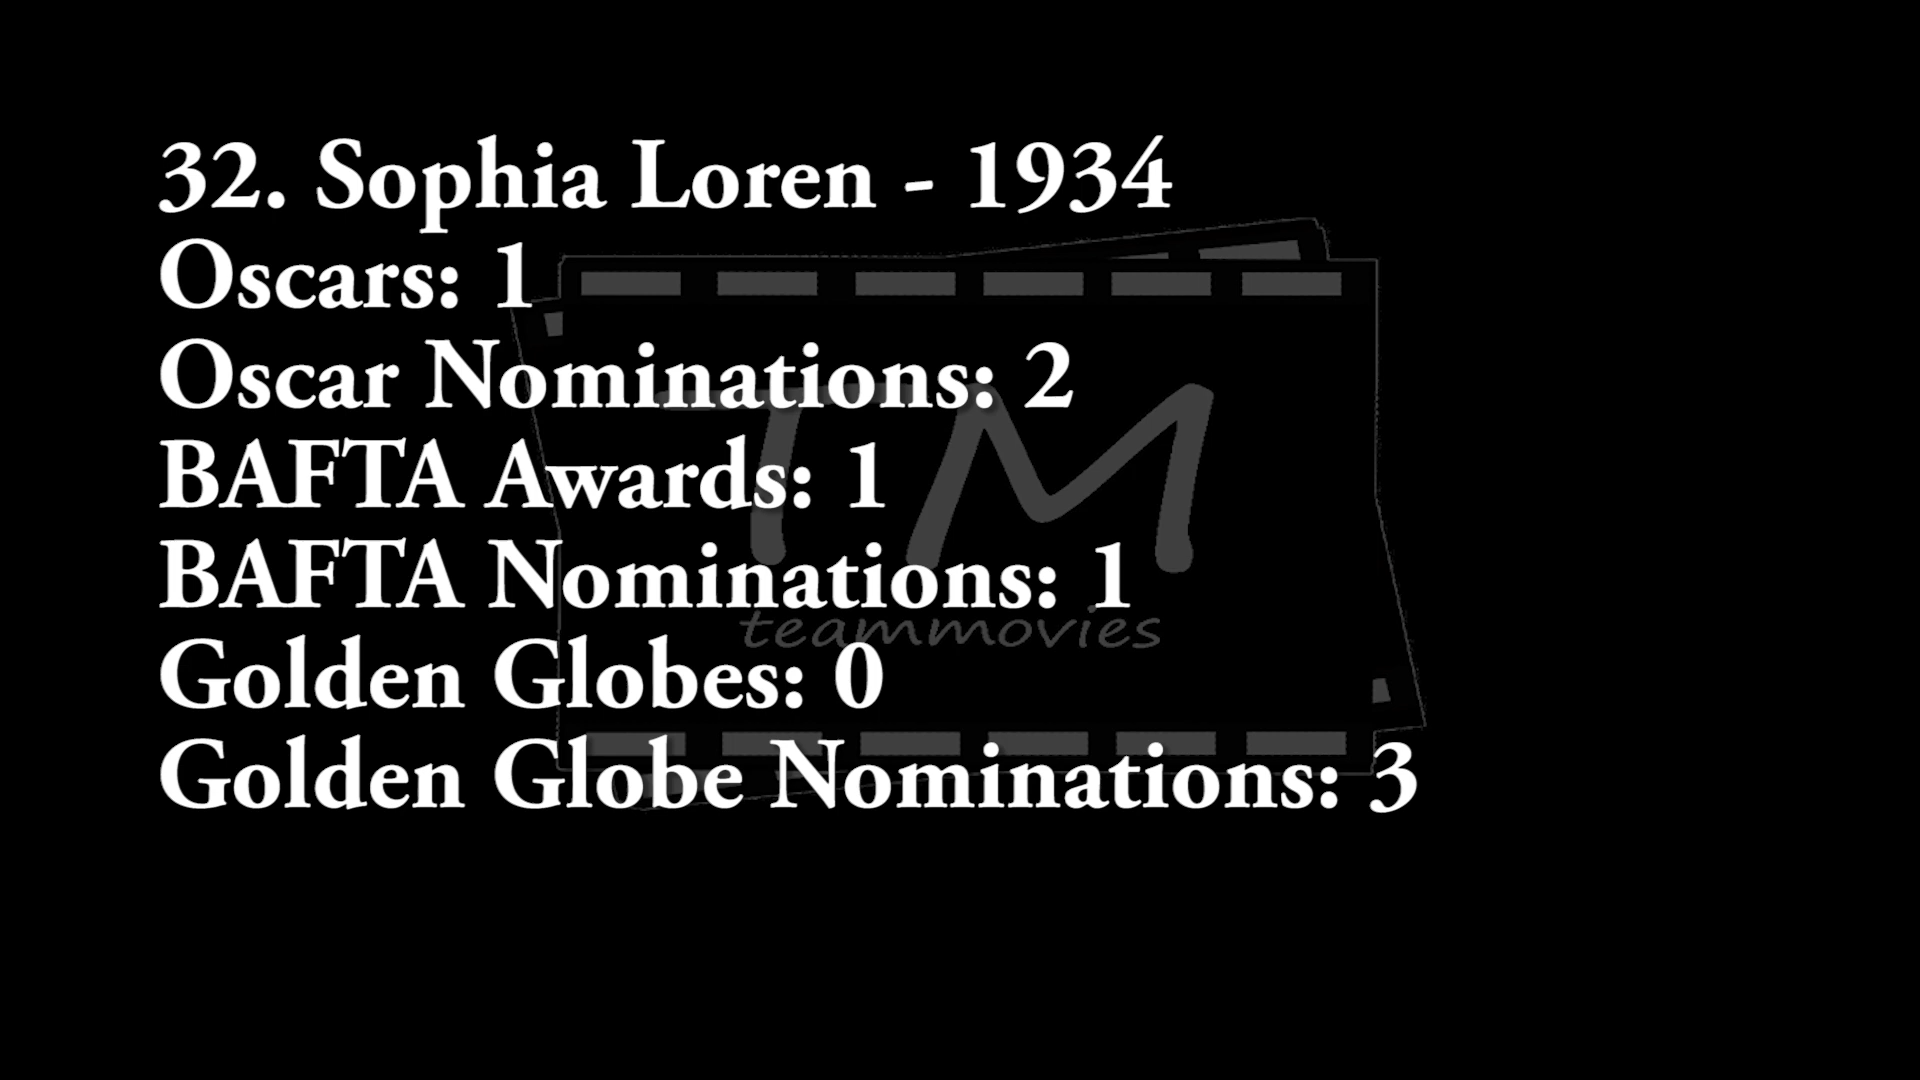 32. Sophia Loren - 1934
Oscars: 1
Oscar Nominations: 2
BAFTA Awards: 1
BAFTA Nominations: 1
Golden Globes: 0
Golden Globe Nominations: 3
TM
teammovies